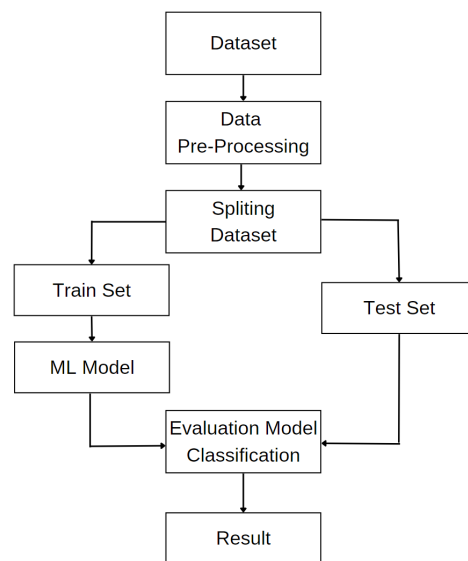 Dataset
Data
Pre-Processing
Spliting
Dataset
Train Set
Test Set
ML Model
Evaluation Model
Classification
Result